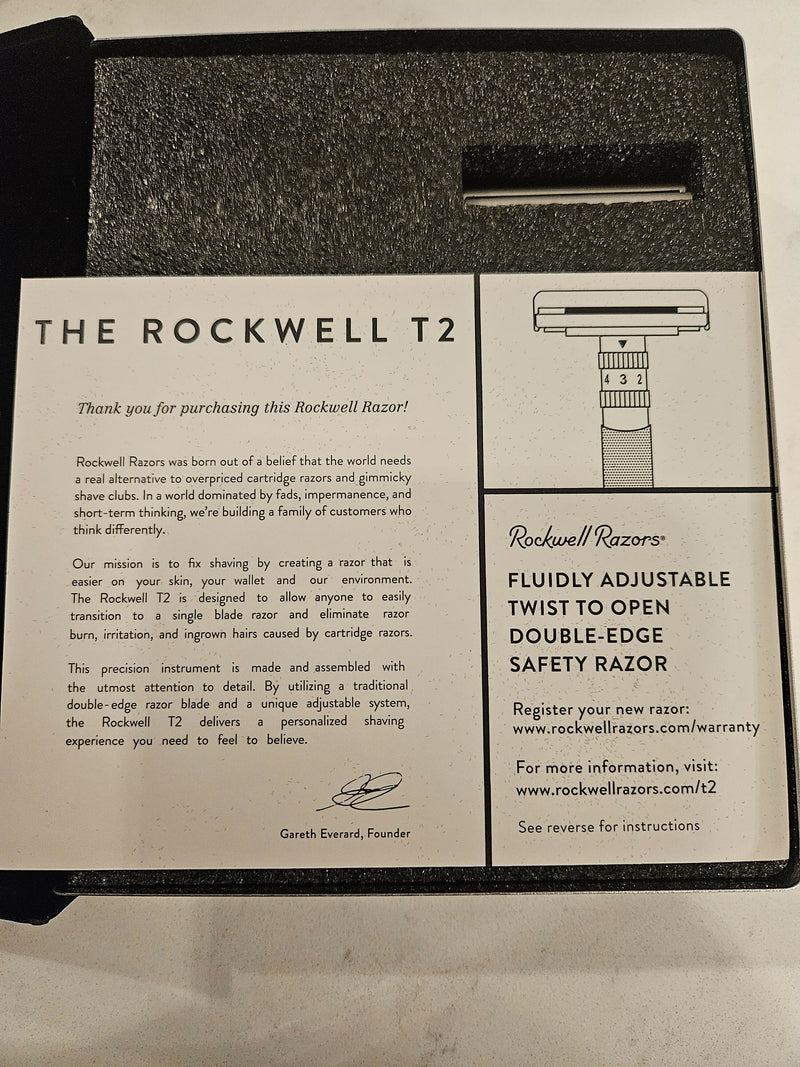 THE ROCKWELL T2
Thank you for purchasing this Rockwell Razor!
Rockwell Razors was born out of a belief that the world needs
a real alternative to overpriced cartridge razors and gimmicky
shave clubs. In a world dominated by fads, impermanence, and
short-term thinking, we're building a family of customers who
think differently.
Our mission is to fix shaving by creating a razor that is
easier on your skin, your wallet and our environment.
The Rockwell T2 is designed to allow anyone to easily
transition to a single blade razor and eliminate razor
burn, irritation, and ingrown hairs caused by cartridge razors.
This precision instrument is made and assembled with
the utmost attention to detail. By utilizing a traditional
double-edge razor blade and a unique adjustable system,
the Rockwell T2 delivers a personalized shaving
experience you need to feel to believe.
Gareth Everard, Founder
4 3 2
Rockwell Razors®
FLUIDLY ADJUSTABLE
TWIST TO OPEN
DOUBLE-EDGE
SAFETY RAZOR
Register your new razor:
www.rockwellrazors.com/warranty
For more information, visit:
www.rockwellrazors.com/t2
See reverse for instructions